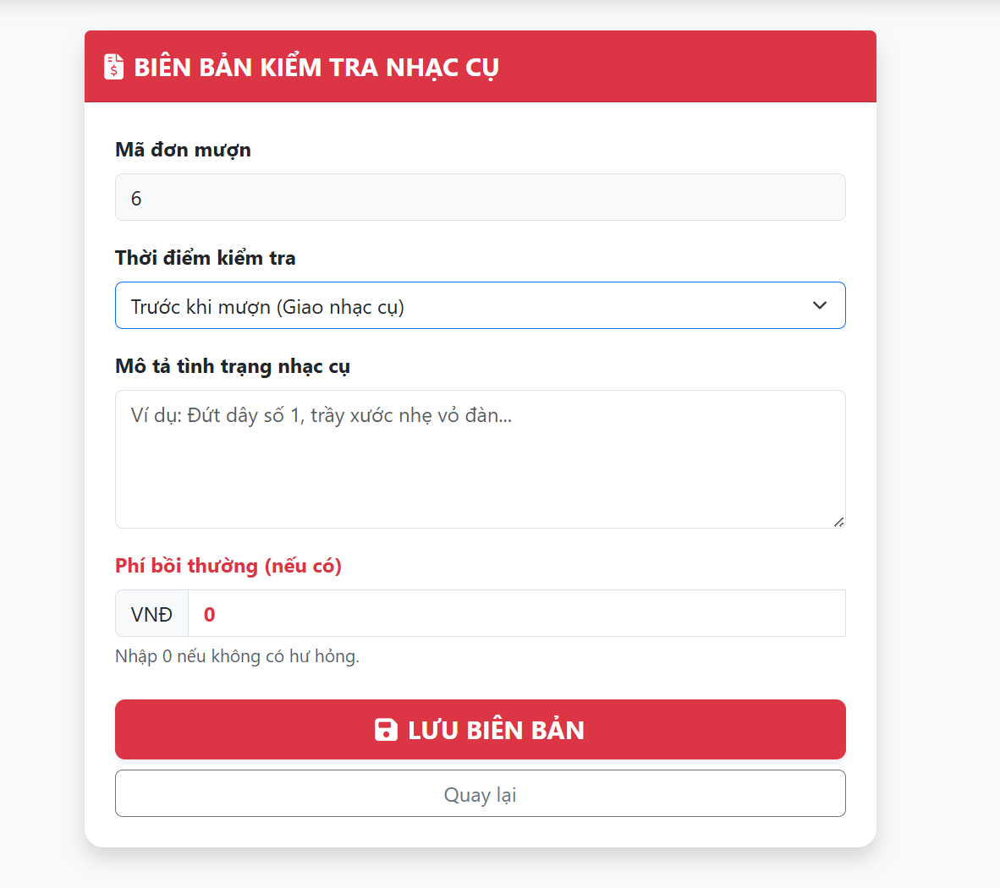 BIÊN BẢN KIỂM TRA NHẠC CỤ
Mã đơn mượn
6
Thời điểm kiểm tra
Trước khi mượn (Giao nhạc cụ)
Mô tả tình trạng nhạc cụ
Ví dụ: Đứt dây số 1, trầy xước nhẹ vỏ đàn...
Phí bồi thường (nếu có)
VNĐ 0
Nhập 0 nếu không có hư hỏng.
LƯU BIÊN BẢN
Quay lại